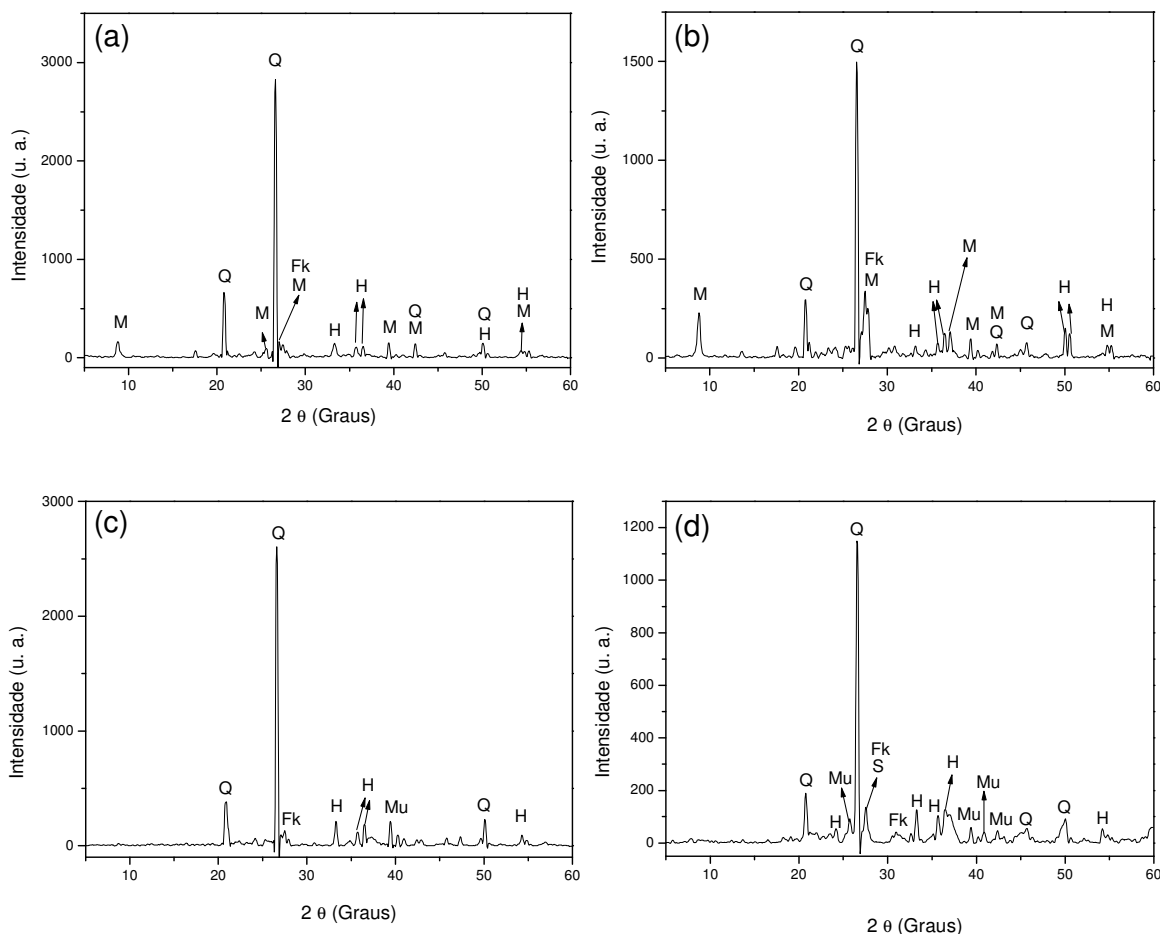 (a)
Intensidade (u. a.)
3000
2000
1000
0
10 20 30 40 50 60
2 θ (Graus)
M
Q
M
Q
Fk
M
H
H
M
Q
M
Q
H
H
M
(b)
Intensidade (u. a.)
1500
1000
500
0
10 20 30 40 50 60
2 θ (Graus)
M
Q
Q
Fk
M
H
H
M
M
M
Q
Q
H
H
M
(c)
Intensidade (u. a.)
3000
2000
1000
0
10 20 30 40 50 60
2 θ (Graus)
Q
Q
Fk
H
H
Mu
Q
H
(d)
Intensidade (u. a.)
1200
1000
800
600
400
200
0
10 20 30 40 50 60
2 θ (Graus)
Q
H
Mu
Q
Fk
S
Fk
H
H
H
Mu
Mu
Mu
Q
Q
H